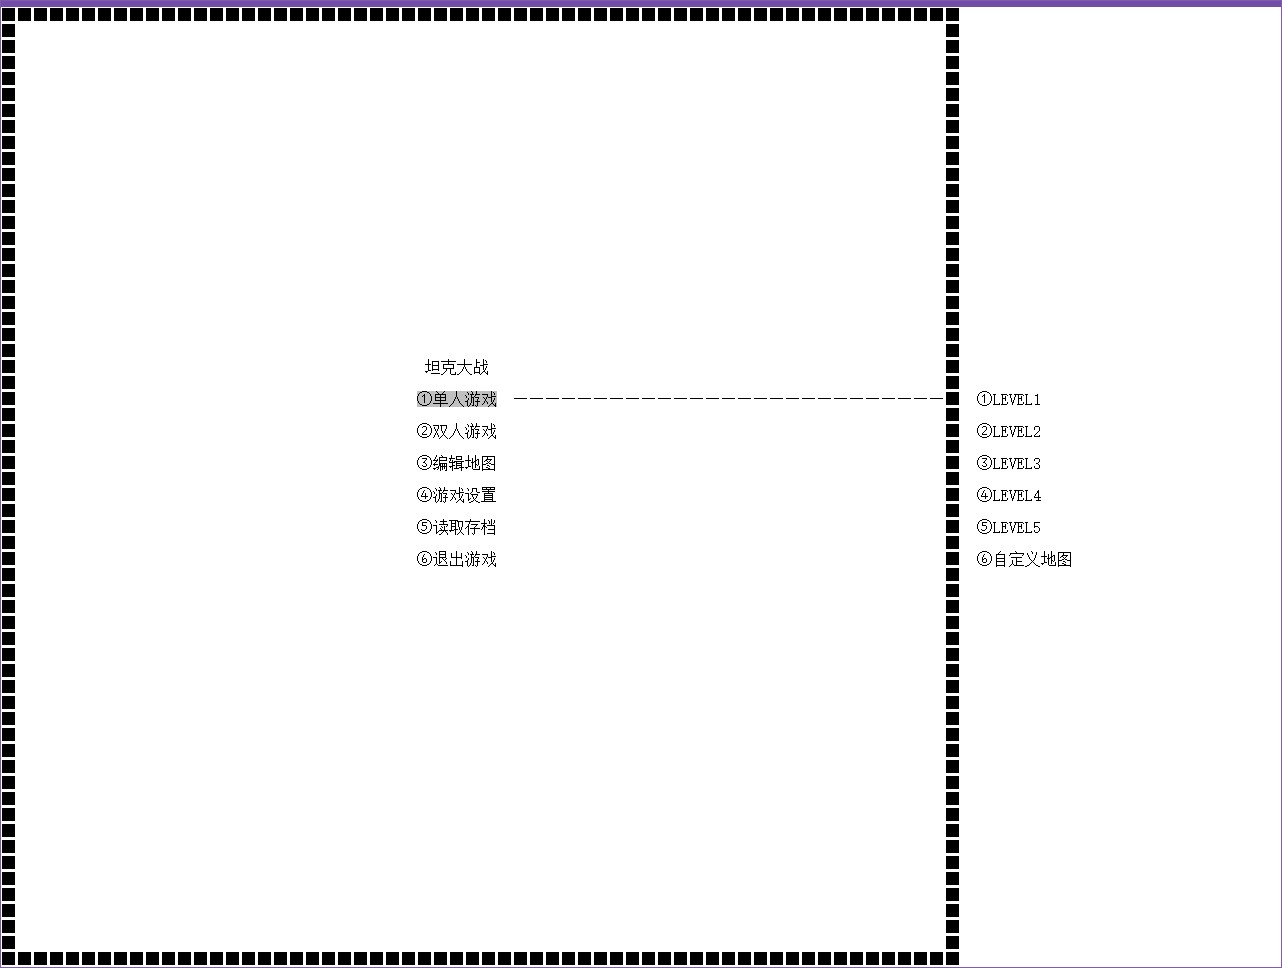 坦克大战
①单人游戏 ①LEVEL1
②双人游戏 ②LEVEL2
③编辑地图 ③LEVEL3
④游戏设置 ④LEVEL4
⑤读取存档 ⑤LEVEL5
⑥退出游戏 ⑥自定义地图